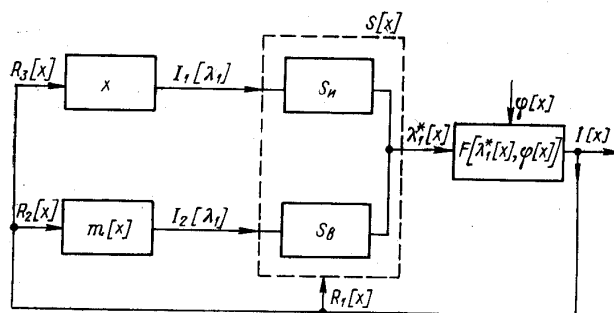 S[x]
R₃[x]
x
I₁[λ₁]
Sи
φ[x]
λ₁*[x]
F[λ₁*[x],φ[x]]
I[x]
R₂[x]
m[x]
I₂[λ₁]
Sв
R₁[x]